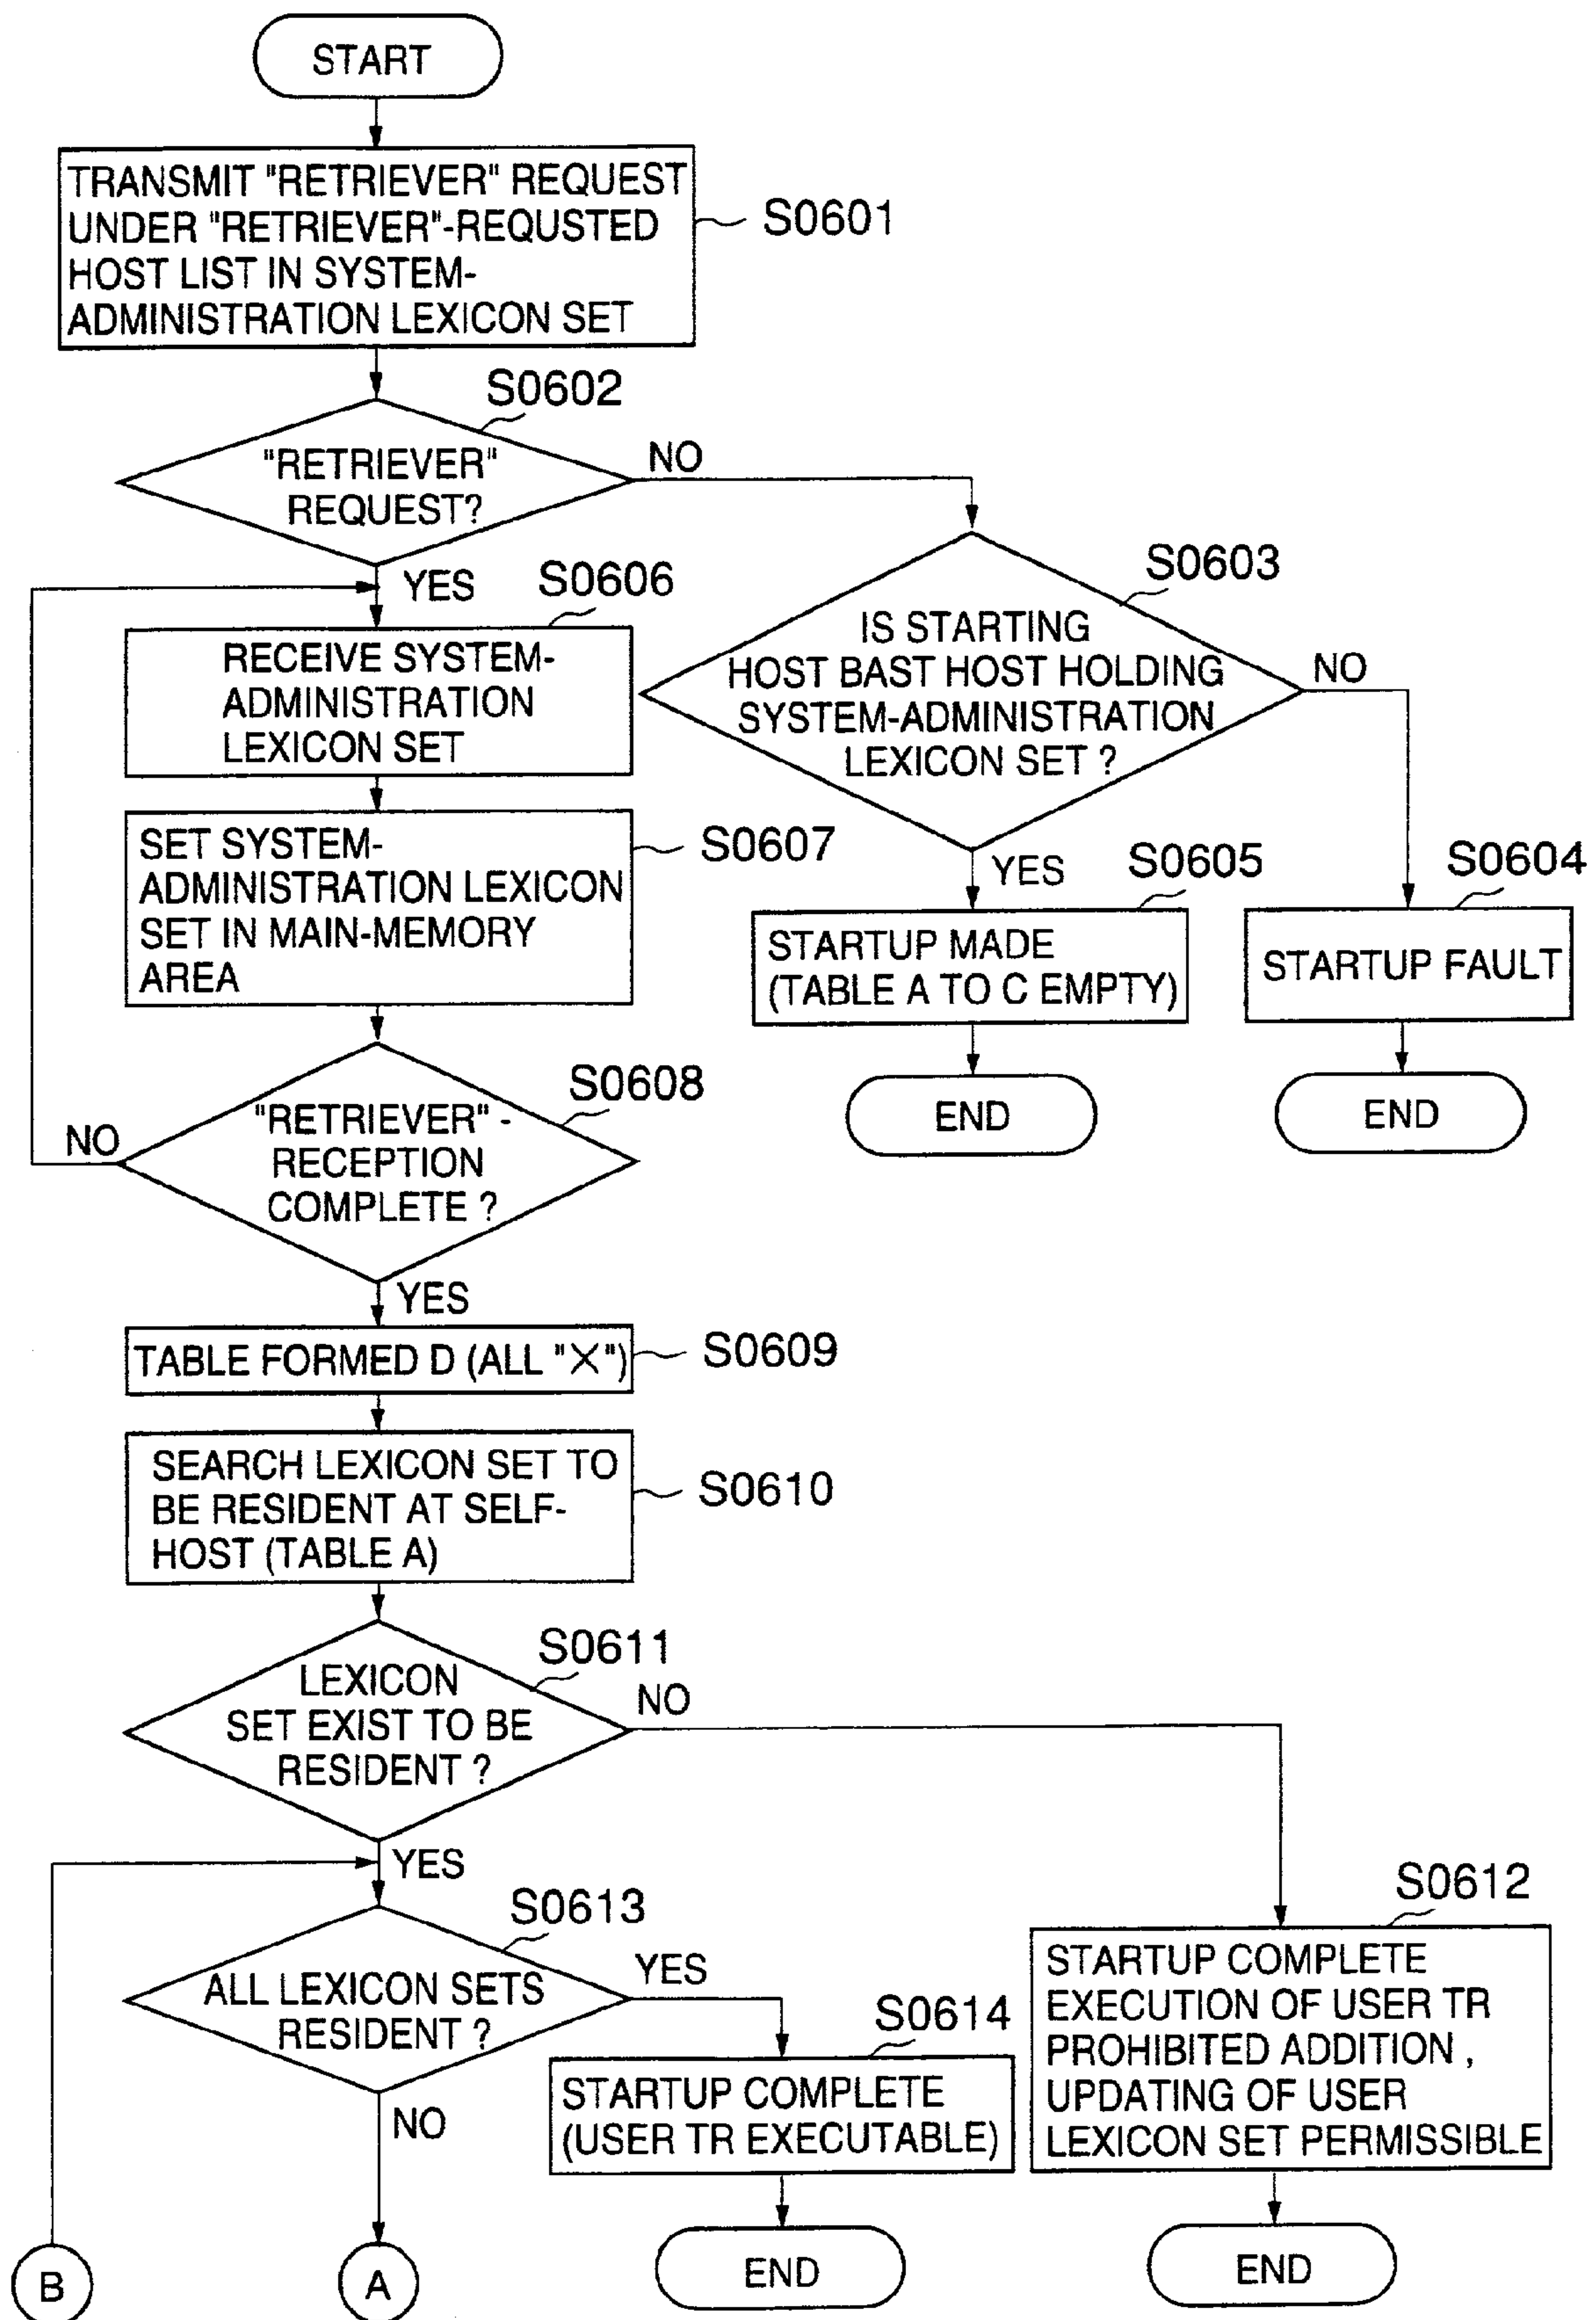 START
TRANSMIT "RETRIEVER" REQUEST
UNDER "RETRIEVER"-REQUSTED
HOST LIST IN SYSTEM-
ADMINISTRATION LEXICON SET
S0601
S0602
"RETRIEVER"
REQUEST?
NO
YES
S0603
IS STARTING
HOST BAST HOST HOLDING
SYSTEM-ADMINISTRATION
LEXICON SET ?
NO
YES
S0604
STARTUP FAULT
END
S0605
STARTUP MADE
(TABLE A TO C EMPTY)
END
S0606
RECEIVE SYSTEM-
ADMINISTRATION
LEXICON SET
SET SYSTEM-
ADMINISTRATION LEXICON
SET IN MAIN-MEMORY
AREA
S0607
S0608
"RETRIEVER" -
RECEPTION
COMPLETE ?
NO
YES
TABLE FORMED D (ALL "X")
S0609
SEARCH LEXICON SET TO
BE RESIDENT AT SELF-
HOST (TABLE A)
S0610
S0611
LEXICON
SET EXIST TO BE
RESIDENT ?
NO
YES
S0612
STARTUP COMPLETE
EXECUTION OF USER TR
PROHIBITED ADDITION ,
UPDATING OF USER
LEXICON SET PERMISSIBLE
END
S0613
ALL LEXICON SETS
RESIDENT ?
YES
NO
S0614
STARTUP COMPLETE
(USER TR EXECUTABLE)
END
B
A